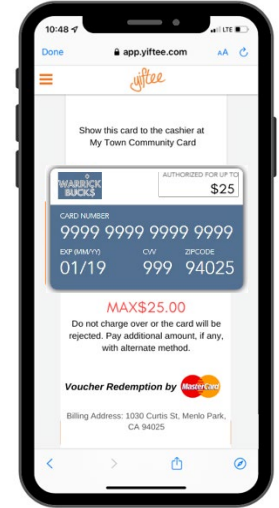 10:48
LTE
Done
app.yiftee.com
AA
yiftee
Show this card to the cashier at
My Town Community Card
WARRICK
BUCK$
AUTHORIZED FOR UP TO
$25
CARD NUMBER
9999 9999 9999 9999
EXP (MM/YY) CVV ZIPCODE
01/19 999 94025
MAX$25.00
Do not charge over or the card will be
rejected. Pay additional amount, if any,
with alternate method.
Voucher Redemption by MasterCard
Billing Address: 1030 Curtis St, Menlo Park,
CA 94025